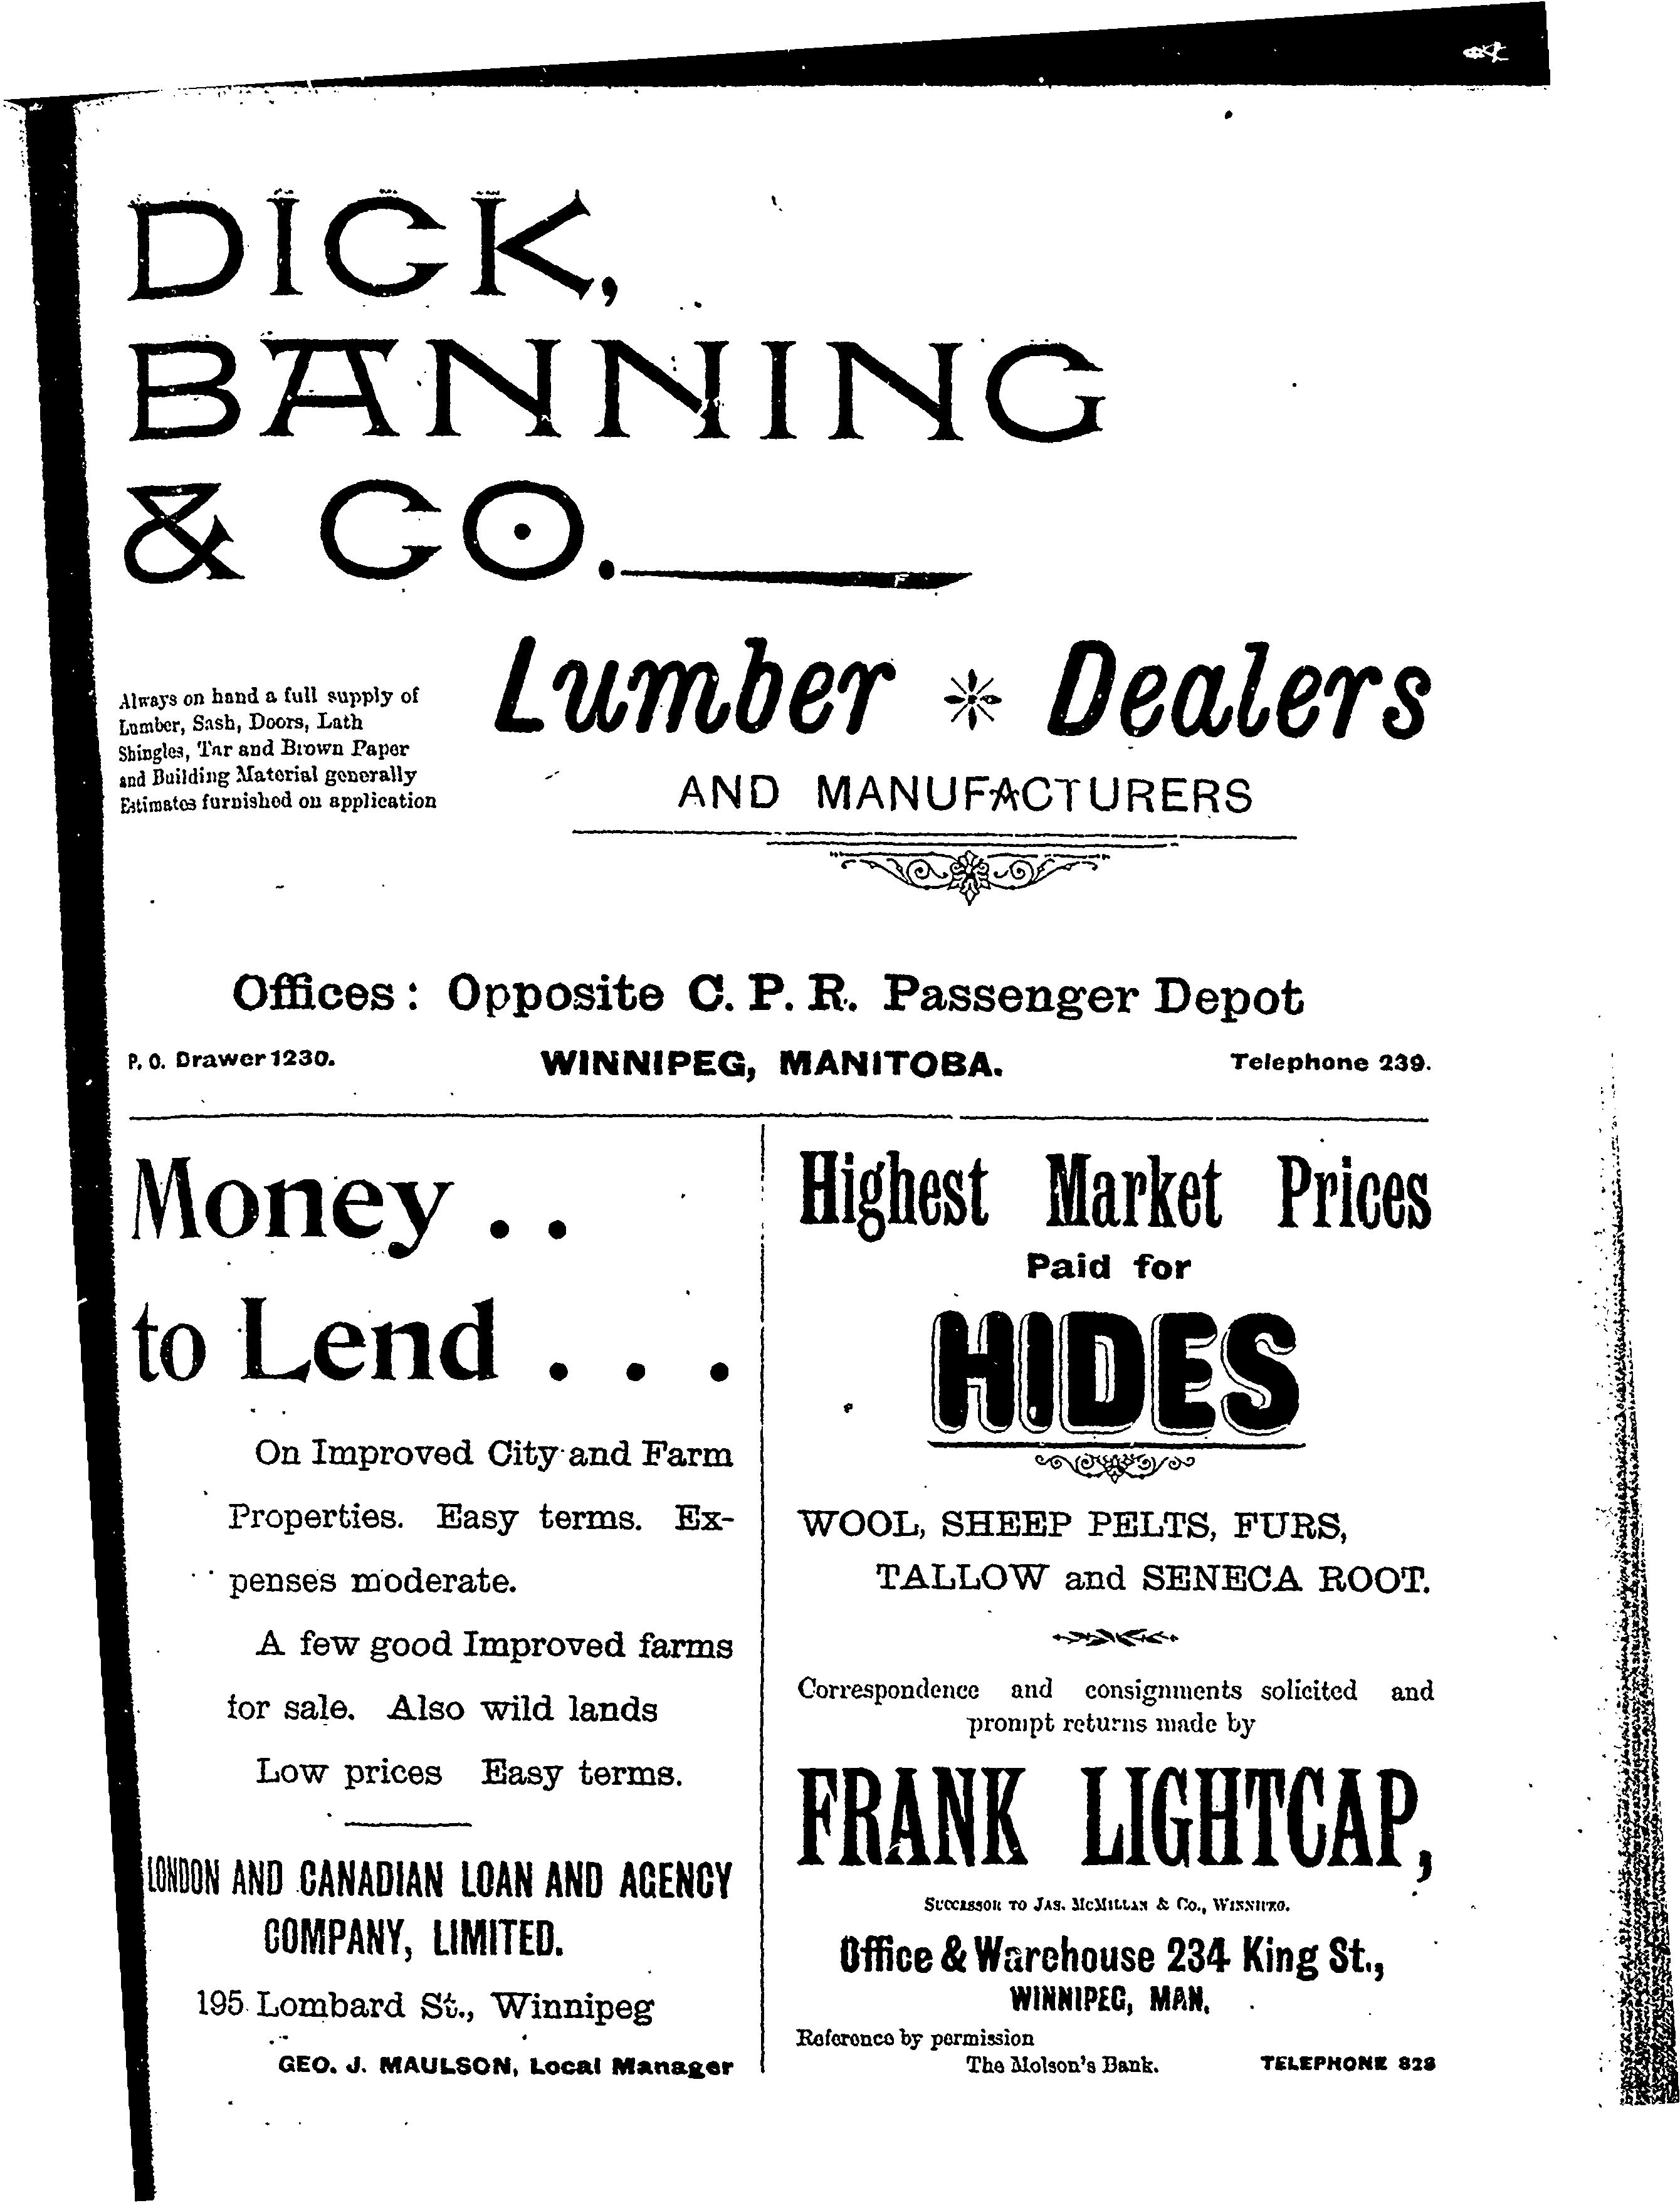 DICK,
BANNING
& CO.
Lumber Dealers
AND MANUFACTURERS
Always on hand a full supply of
Lumber, Sash, Doors, Lath
Shingles, Tar and Brown Paper
and Building Material generally
Estimates furnished on application
Offices: Opposite C. P. R. Passenger Depot
P. O. Drawer 1230. WINNIPEG, MANITOBA. Telephone 239.
Money . .
to Lend . . .
On Improved City and Farm
Properties. Easy terms. Ex-
penses moderate.
A few good Improved farms
for sale. Also wild lands
Low prices Easy terms.
LONDON AND CANADIAN LOAN AND AGENCY
COMPANY, LIMITED.
195 Lombard St., Winnipeg
GEO. J. MAULSON, Local Manager
Highest Market Prices
Paid for
HIDES
WOOL, SHEEP PELTS, FURS,
TALLOW and SENECA ROOT.
Correspondence and consignments solicited and
prompt returns made by
FRANK LIGHTCAP,
SUCCESSOR TO JAS. MCMILLAN & CO., WINNIPEG.
Office & Warehouse 234 King St.,
WINNIPEG, MAN.
Reference by permission
The Molson's Bank. TELEPHONE 828